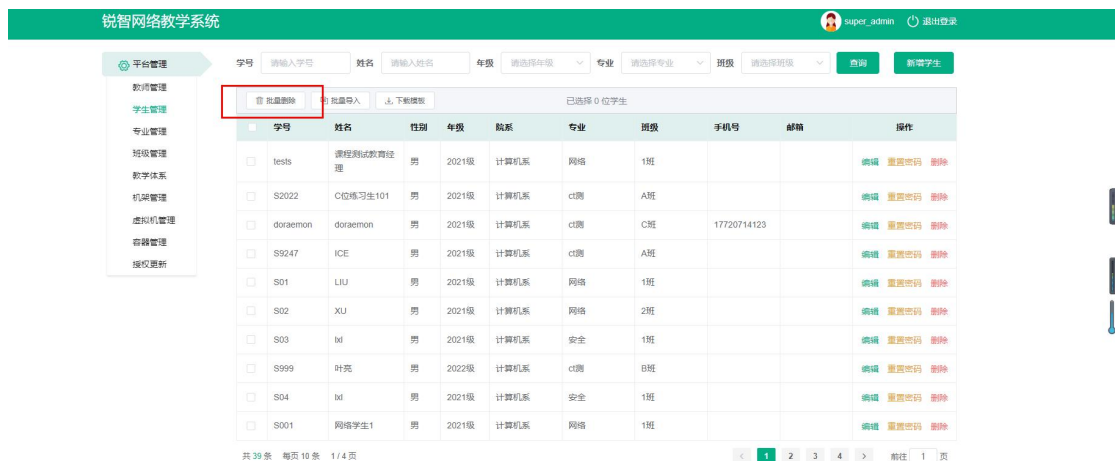 锐智网络教学系统 super_admin 退出登录
平台管理
教师管理
学生管理
专业管理
班级管理
教学体系
机架管理
虚拟机管理
容器管理
授权更新
学号 请输入学号 姓名 请输入姓名 年级 请选择年级 专业 请选择专业 班级 请选择班级 查询 新增学生
批量删除 批量导入 下载模板 已选择 0 位学生
学号 姓名 性别 年级 院系 专业 班级 手机号 邮箱 操作
tests 课程测试教育经理 男 2021级 计算机系 网络 1班 编辑 重置密码 删除
S2022 C位练习生101 男 2021级 计算机系 ct测 A班 编辑 重置密码 删除
doraemon doraemon 男 2021级 计算机系 ct测 C班 17720714123 编辑 重置密码 删除
S9247 ICE 男 2021级 计算机系 ct测 A班 编辑 重置密码 删除
S01 LIU 男 2021级 计算机系 网络 1班 编辑 重置密码 删除
S02 XU 男 2021级 计算机系 网络 2班 编辑 重置密码 删除
S03 lxl 男 2021级 计算机系 安全 1班 编辑 重置密码 删除
S999 叶亮 男 2022级 计算机系 ct测 B班 编辑 重置密码 删除
S04 lxl 男 2021级 计算机系 安全 1班 编辑 重置密码 删除
S001 网络学生1 男 2021级 计算机系 网络 1班 编辑 重置密码 删除
共 39 条 每页 10 条 1 / 4 页 < 1 2 3 4 > 前往 1 页